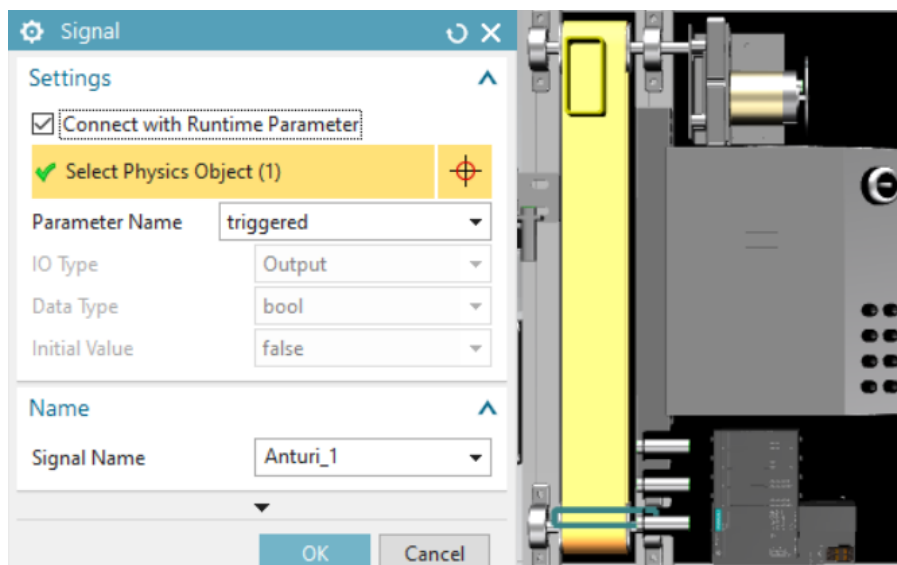 Signal
Settings
Connect with Runtime Parameter
Select Physics Object (1)
Parameter Name triggered
IO Type Output
Data Type bool
Initial Value false
Name
Signal Name Anturi_1
OK Cancel